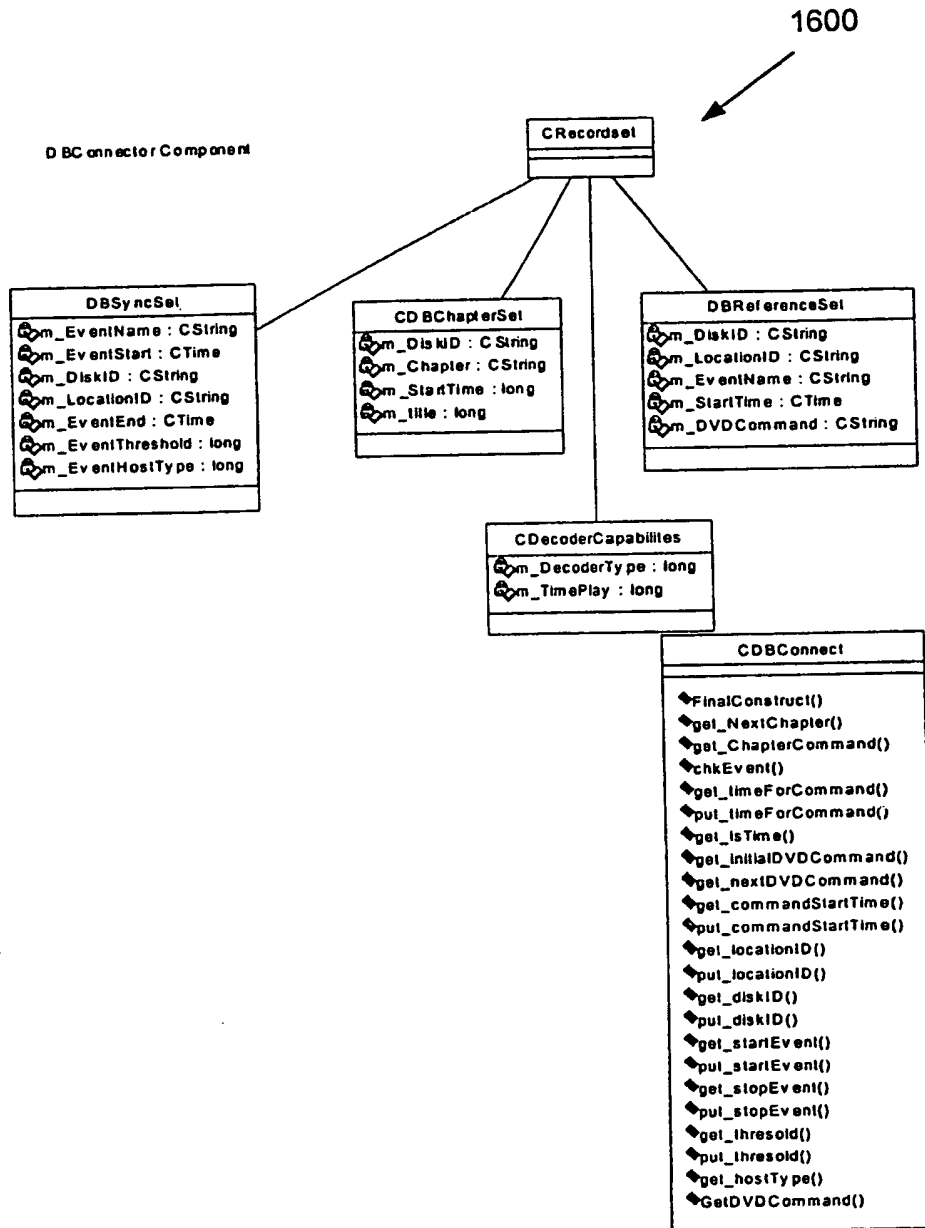 1600
DBConnector Component
CRecordset
DBSyncSet
m_EventName : CString
m_EventStart : CTime
m_DiskID : CString
m_LocationID : CString
m_EventEnd : CTime
m_EventThreshold : long
m_EventHostType : long
CDBChapterSet
m_DiskID : CString
m_Chapter : CString
m_StartTime : long
m_title : long
DBReferenceSet
m_DiskID : CString
m_LocationID : CString
m_EventName : CString
m_StartTime : CTime
m_DVDCommand : CString
CDecoderCapabilites
m_DecoderType : long
m_TimePlay : long
CDBConnect
FinalConstruct()
get_NextChapter()
get_ChapterCommand()
chkEvent()
get_timeForCommand()
put_timeForCommand()
get_IsTime()
get_initialDVDCommand()
get_nextDVDCommand()
get_commandStartTime()
put_commandStartTime()
get_locationID()
put_locationID()
get_diskID()
put_diskID()
get_startEvent()
put_startEvent()
get_stopEvent()
put_stopEvent()
get_thresold()
put_thresold()
get_hostType()
GetDVDCommand()